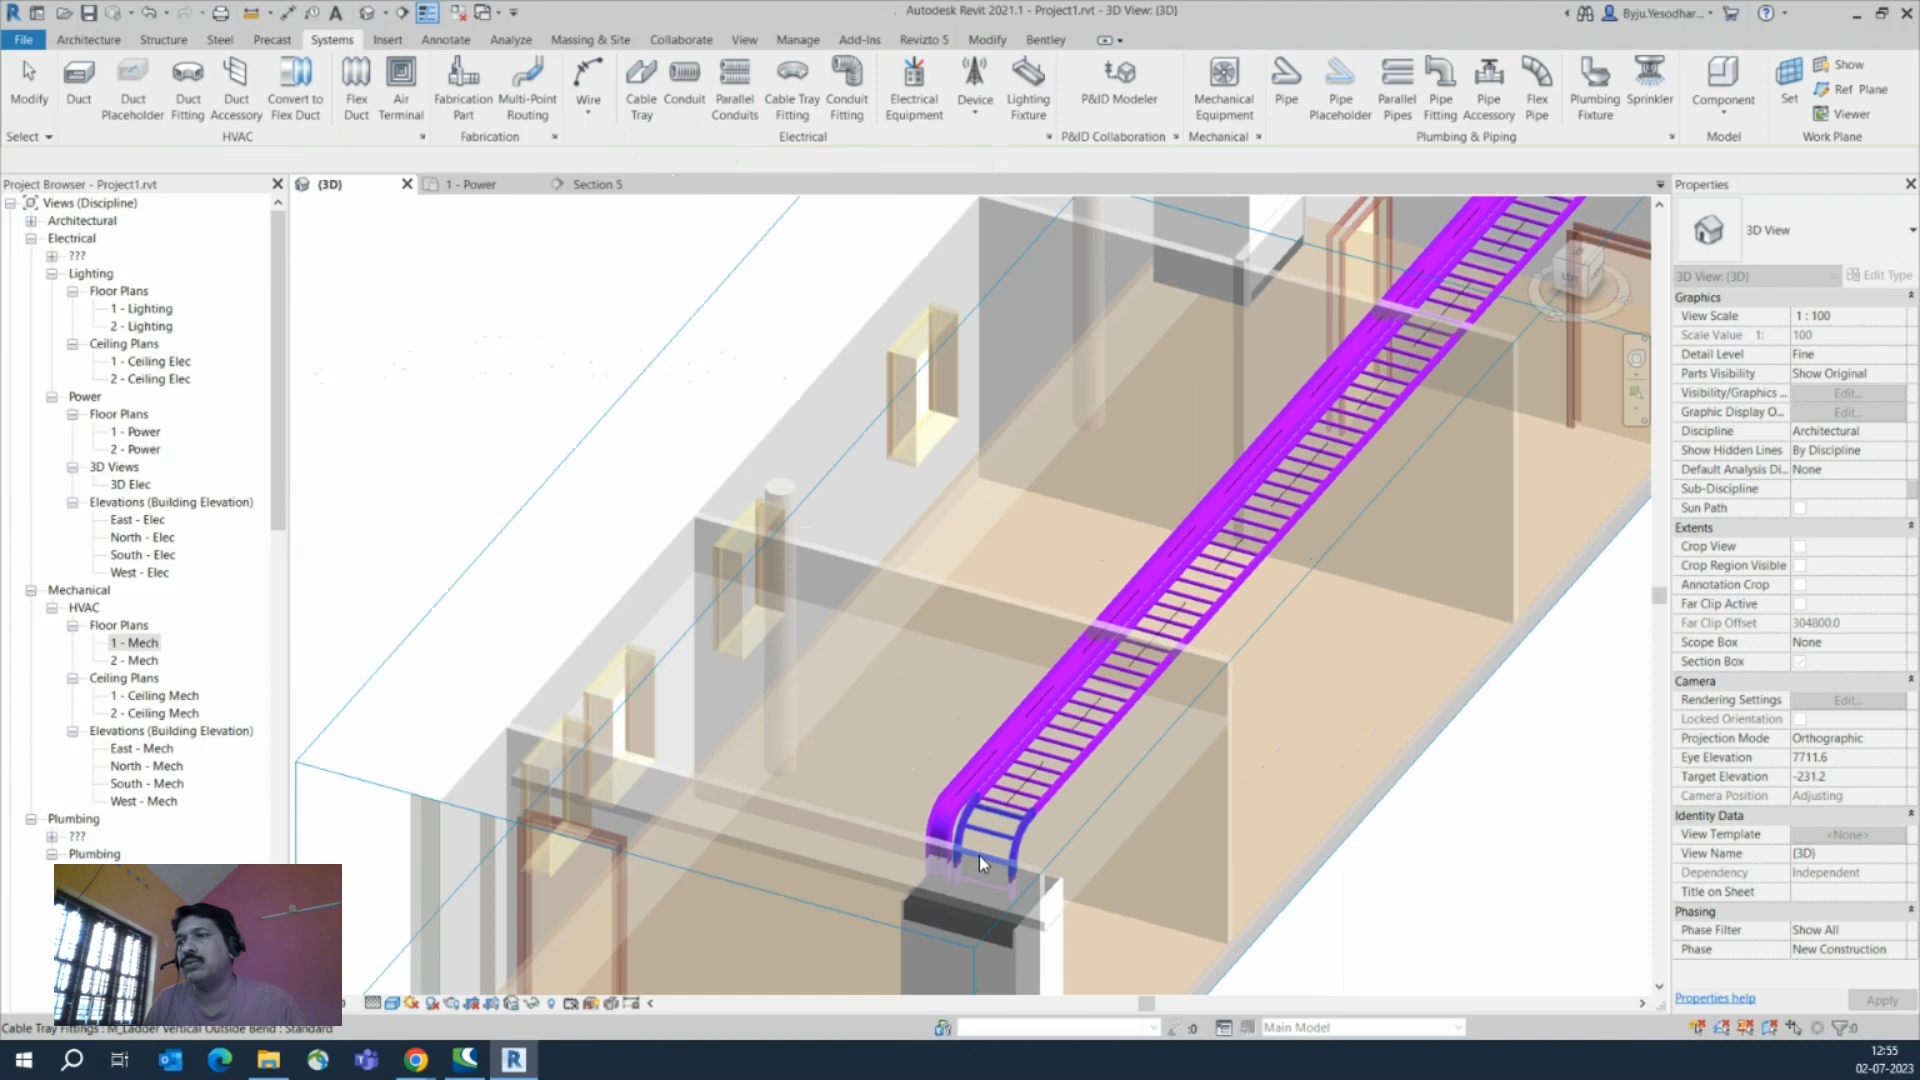 Autodesk Revit 2021.1 - Project1.rvt - 3D View: {3D}
Byju.Yesodhar...
File Architecture Structure Steel Precast Systems Insert Annotate Analyze Massing & Site Collaborate View Manage Add-Ins Revizto 5 Modify Bentley
Modify
Duct
Duct Placeholder
Duct Fitting
Duct Accessory
Convert to Flex Duct
Flex Duct
Air Terminal
Fabrication Part
Multi-Point Routing
Wire
Cable Tray
Conduit
Parallel Conduits
Cable Tray Fitting
Conduit Fitting
Electrical Equipment
Device
Lighting Fixture
P&ID Modeler
Mechanical Equipment
Pipe
Pipe Placeholder
Parallel Pipes
Pipe Fitting
Pipe Accessory
Flex Pipe
Plumbing Fixture
Sprinkler
Component
Set
Show
Ref Plane
Viewer
Select HVAC Fabrication Electrical P&ID Collaboration Mechanical Plumbing & Piping Model Work Plane
Project Browser - Project1.rvt
{3D}
1 - Power
Section 5
Views (Discipline)
Architectural
Electrical
???
Lighting
Floor Plans
1 - Lighting
2 - Lighting
Ceiling Plans
1 - Ceiling Elec
2 - Ceiling Elec
Power
Floor Plans
1 - Power
2 - Power
3D Views
3D Elec
Elevations (Building Elevation)
East - Elec
North - Elec
South - Elec
West - Elec
Mechanical
HVAC
Floor Plans
1 - Mech
2 - Mech
Ceiling Plans
1 - Ceiling Mech
2 - Ceiling Mech
Elevations (Building Elevation)
East - Mech
North - Mech
South - Mech
West - Mech
Plumbing
???
Plumbing
Properties
3D View
3D View: {3D} Edit Type
Graphics
View Scale 1 : 100
Scale Value 1: 100
Detail Level Fine
Parts Visibility Show Original
Visibility/Graphics ... Edit...
Graphic Display O... Edit...
Discipline Architectural
Show Hidden Lines By Discipline
Default Analysis Di... None
Sub-Discipline
Sun Path
Extents
Crop View
Crop Region Visible
Annotation Crop
Far Clip Active
Far Clip Offset 304800.0
Scope Box None
Section Box
Camera
Rendering Settings Edit...
Locked Orientation
Projection Mode Orthographic
Eye Elevation 7711.6
Target Elevation -231.2
Camera Position Adjusting
Identity Data
View Template <None>
View Name {3D}
Dependency Independent
Title on Sheet
Phasing
Phase Filter Show All
Phase New Construction
Properties help Apply
Cable Tray Fittings : M_Ladder Vertical Outside Bend : Standard
:0
Main Model
:0
12:55
02-07-2023